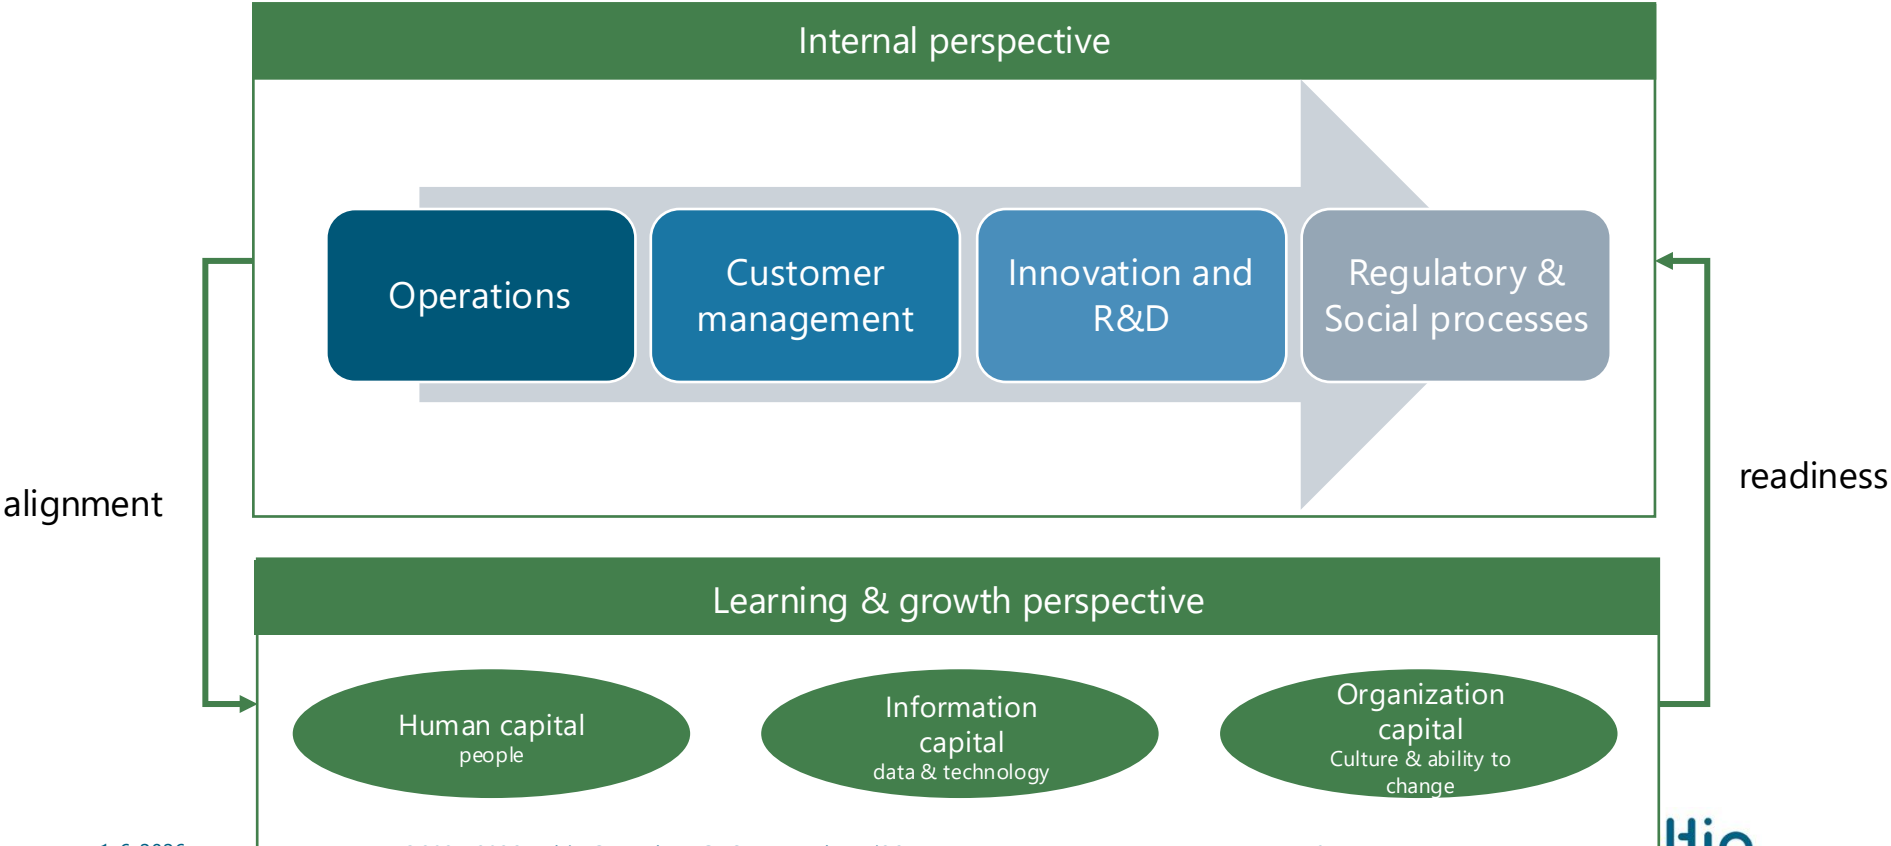 Internal perspective
Operations
Customer
management
Innovation and
R&D
Regulatory &
Social processes
alignment
readiness
Learning & growth perspective
Human capital
people
Information
capital
data & technology
Organization
capital
Culture & ability to
change